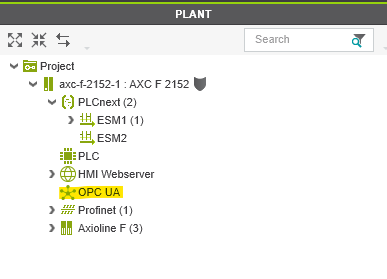 PLANT
Search
Project
axc-f-2152-1 : AXC F 2152
PLCnext (2)
ESM1 (1)
ESM2
PLC
HMI Webserver
OPC UA
Profinet (1)
Axioline F (3)